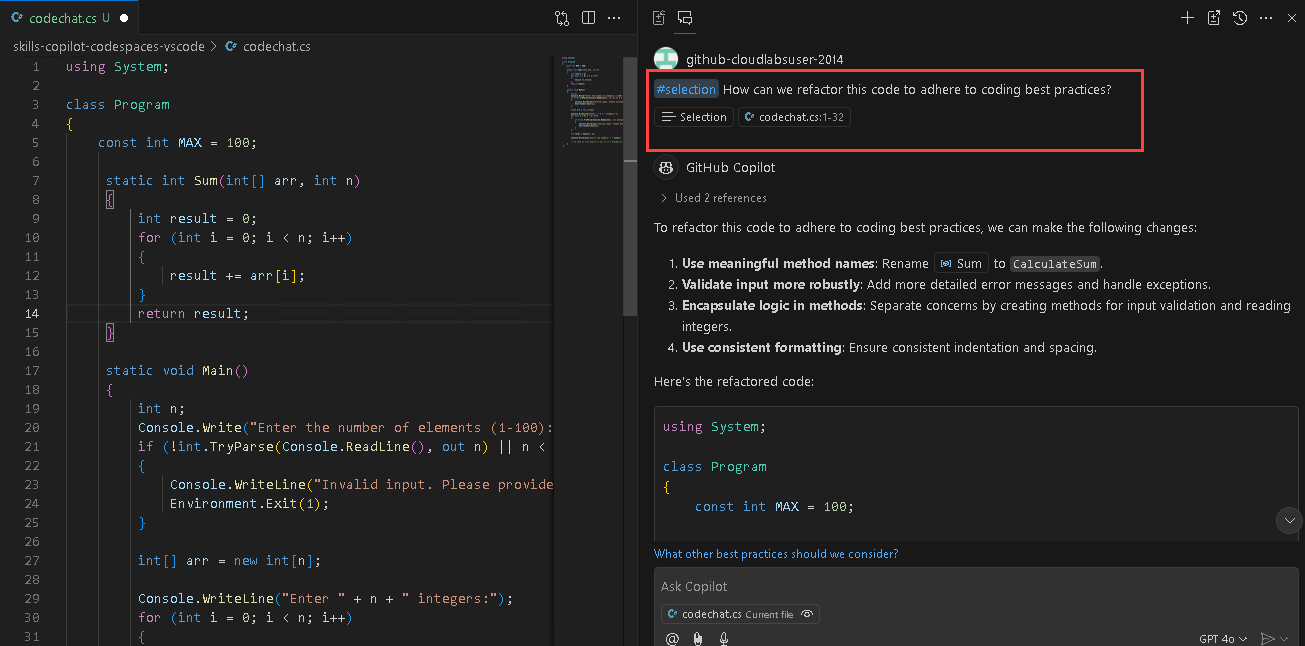 codechat.cs U
skills-copilot-codespaces-vscode > codechat.cs
1 using System;
2
3 class Program
4 {
5 const int MAX = 100;
6
7 static int Sum(int[] arr, int n)
8 {
9 int result = 0;
10 for (int i = 0; i < n; i++)
11 {
12 result += arr[i];
13 }
14 return result;
15 }
16
17 static void Main()
18 {
19 int n;
20 Console.Write("Enter the number of elements (1-100):
21 if (!int.TryParse(Console.ReadLine(), out n) || n <
22 {
23 Console.WriteLine("Invalid input. Please provide
24 Environment.Exit(1);
25 }
26
27 int[] arr = new int[n];
28
29 Console.WriteLine("Enter " + n + " integers:");
30 for (int i = 0; i < n; i++)
31 {
github-cloudlabsuser-2014
#selection How can we refactor this code to adhere to coding best practices?
Selection codechat.cs:1-32
GitHub Copilot
> Used 2 references
To refactor this code to adhere to coding best practices, we can make the following changes:
1. Use meaningful method names: Rename Sum to CalculateSum.
2. Validate input more robustly: Add more detailed error messages and handle exceptions.
3. Encapsulate logic in methods: Separate concerns by creating methods for input validation and reading
integers.
4. Use consistent formatting: Ensure consistent indentation and spacing.
Here's the refactored code:
using System;
class Program
{
const int MAX = 100;
What other best practices should we consider?
Ask Copilot
codechat.cs Current file
GPT 4o